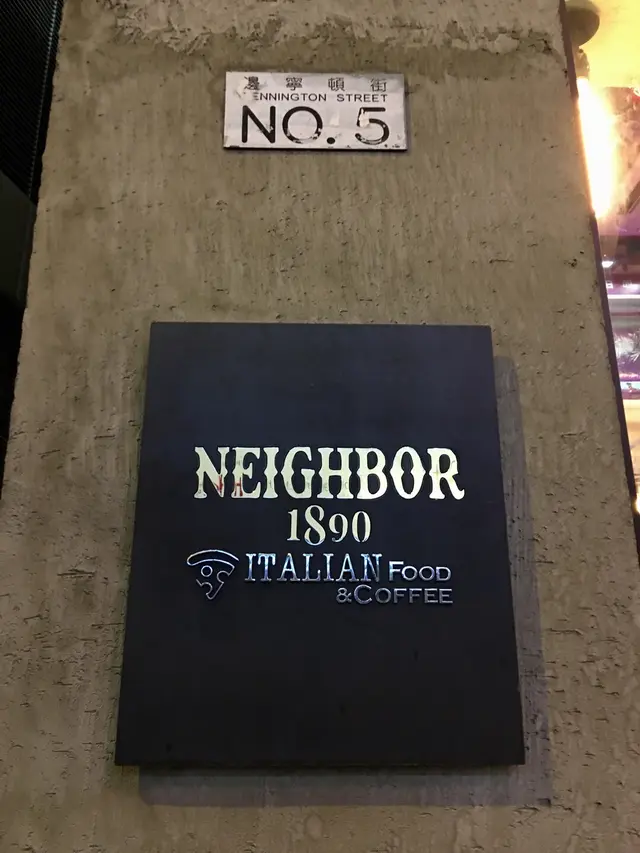 邊寧頓街
ENNINGTON STREET
NO. 5
NEIGHBOR
1890
ITALIAN FOOD
&COFFEE